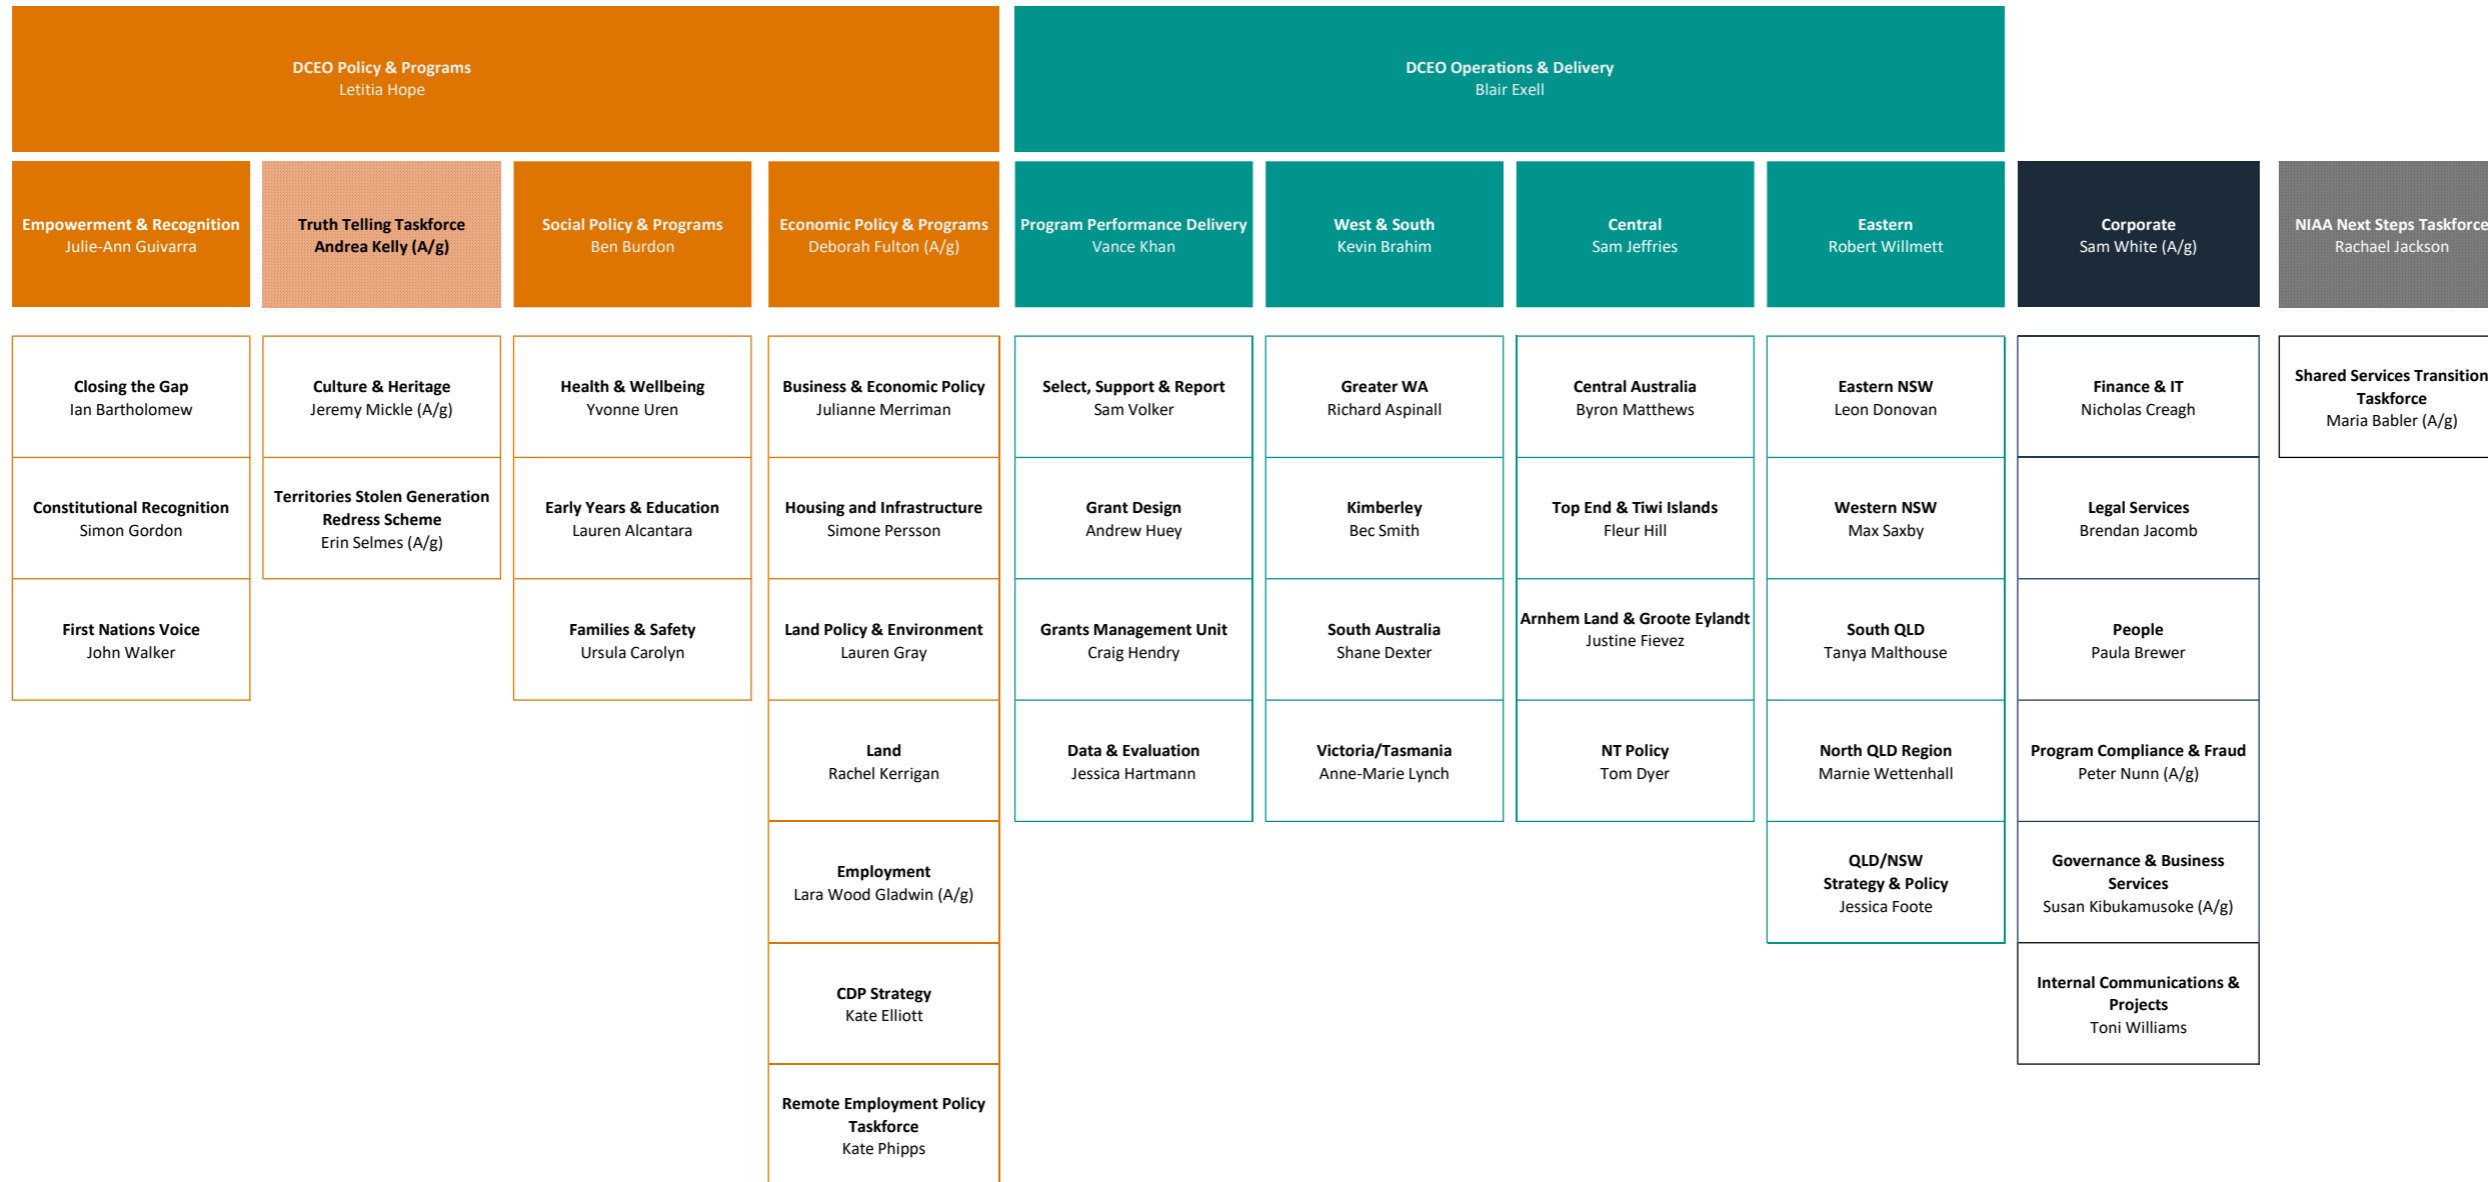 DCEO Policy & Programs
Letitia Hope
DCEO Operations & Delivery
Blair Exell
Empowerment & Recognition
Julie-Ann Guivarra
Truth Telling Taskforce
Andrea Kelly (A/g)
Social Policy & Programs
Ben Burdon
Economic Policy & Programs
Deborah Fulton (A/g)
Program Performance Delivery
Vance Khan
West & South
Kevin Brahim
Central
Sam Jeffries
Eastern
Robert Willmett
Corporate
Sam White (A/g)
NIAA Next Steps Taskforce
Rachael Jackson
Closing the Gap
Ian Bartholomew
Culture & Heritage
Jeremy Mickle (A/g)
Health & Wellbeing
Yvonne Uren
Business & Economic Policy
Julianne Merriman
Select, Support & Report
Sam Volker
Greater WA
Richard Aspinall
Central Australia
Byron Matthews
Eastern NSW
Leon Donovan
Finance & IT
Nicholas Creagh
Shared Services Transition
Taskforce
Maria Babler (A/g)
Constitutional Recognition
Simon Gordon
Territories Stolen Generation
Redress Scheme
Erin Selmes (A/g)
Early Years & Education
Lauren Alcantara
Housing and Infrastructure
Simone Persson
Grant Design
Andrew Huey
Kimberley
Bec Smith
Top End & Tiwi Islands
Fleur Hill
Western NSW
Max Saxby
Legal Services
Brendan Jacomb
First Nations Voice
John Walker
Families & Safety
Ursula Carolyn
Land Policy & Environment
Lauren Gray
Grants Management Unit
Craig Hendry
South Australia
Shane Dexter
Arnhem Land & Groote Eylandt
Justine Fievez
South QLD
Tanya Malthouse
People
Paula Brewer
Land
Rachel Kerrigan
Data & Evaluation
Jessica Hartmann
Victoria/Tasmania
Anne-Marie Lynch
NT Policy
Tom Dyer
North QLD Region
Marnie Wettenhall
Program Compliance & Fraud
Peter Nunn (A/g)
Employment
Lara Wood Gladwin (A/g)
QLD/NSW
Strategy & Policy
Jessica Foote
Governance & Business
Services
Susan Kibukamusoke (A/g)
CDP Strategy
Kate Elliott
Internal Communications &
Projects
Toni Williams
Remote Employment Policy
Taskforce
Kate Phipps